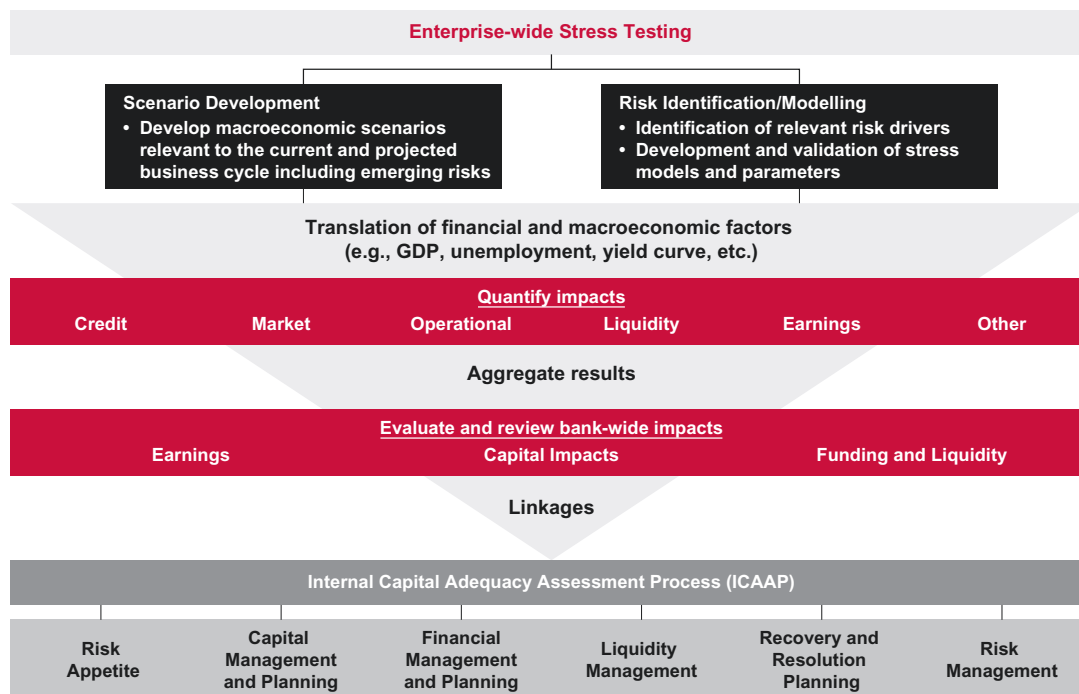 Enterprise-wide Stress Testing
Scenario Development
• Develop macroeconomic scenarios
relevant to the current and projected
business cycle including emerging risks
Risk Identification/Modelling
• Identification of relevant risk drivers
• Development and validation of stress
models and parameters
Translation of financial and macroeconomic factors
(e.g., GDP, unemployment, yield curve, etc.)
Quantify impacts
Credit Market Operational Liquidity Earnings Other
Aggregate results
Evaluate and review bank-wide impacts
Earnings Capital Impacts Funding and Liquidity
Linkages
Internal Capital Adequacy Assessment Process (ICAAP)
Risk
Appetite
Capital
Management
and Planning
Financial
Management
and Planning
Liquidity
Management
Recovery and
Resolution
Planning
Risk
Management